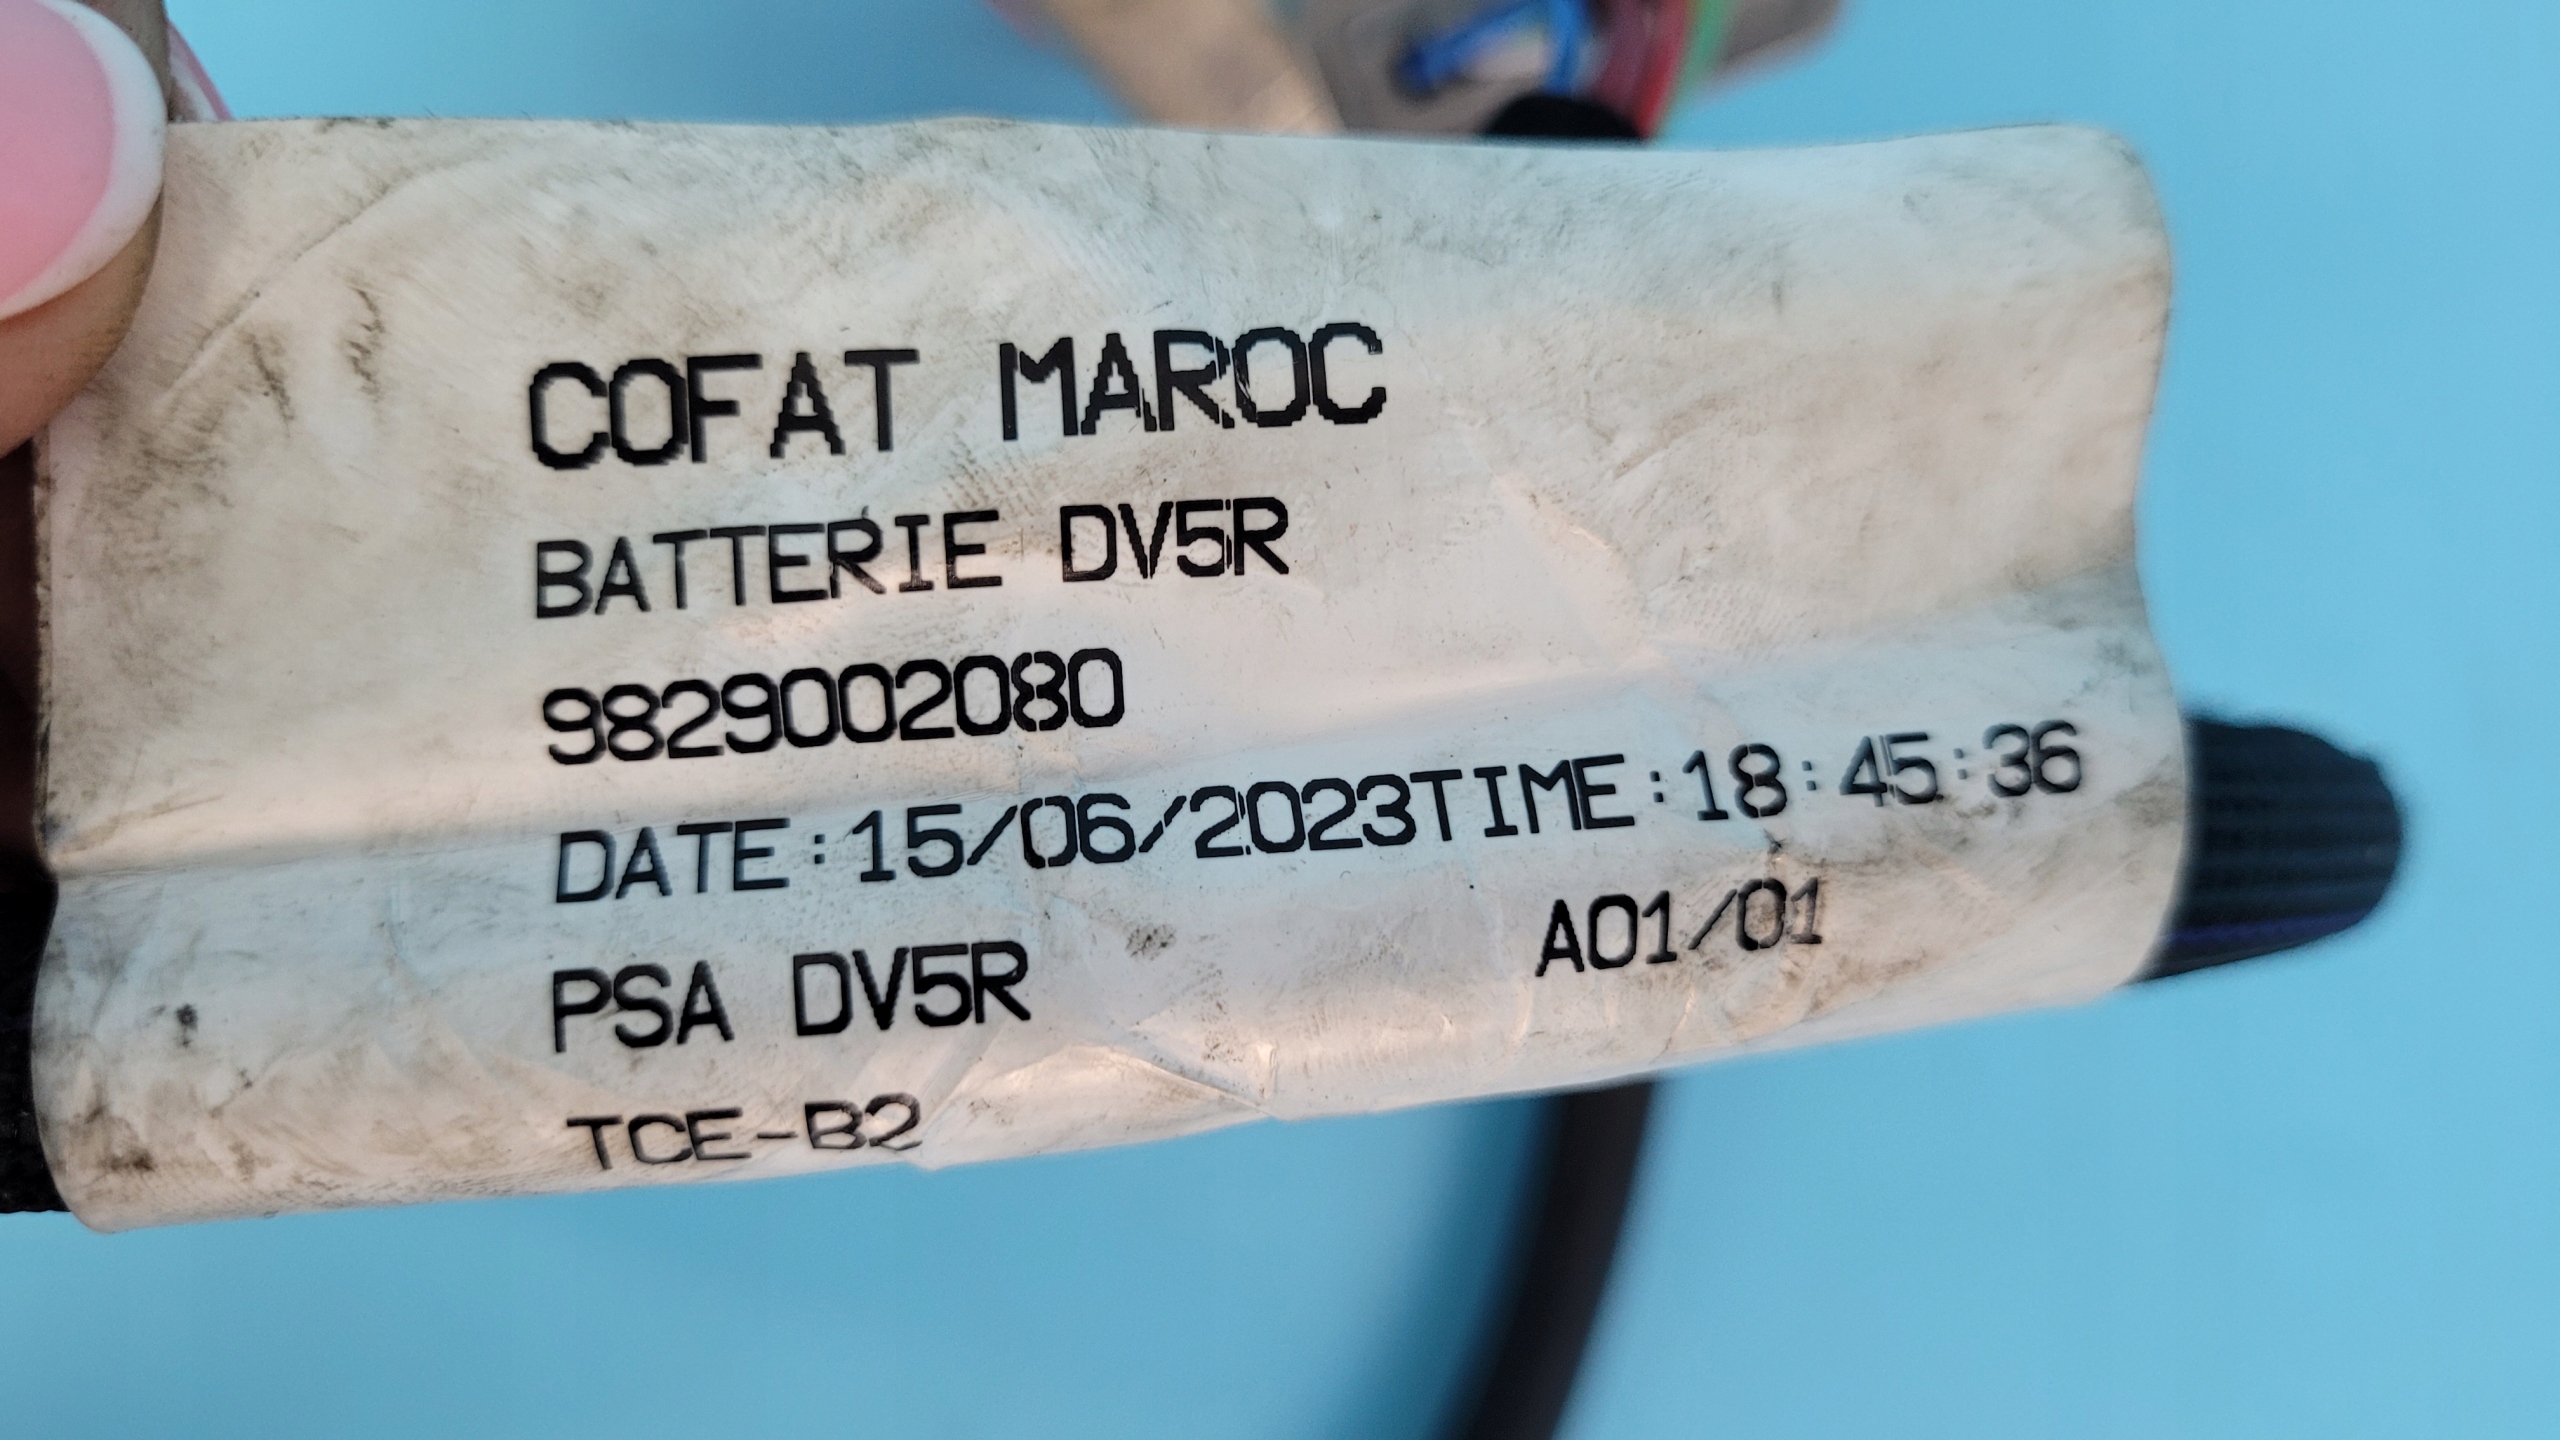 COFAT MAROC
BATTERIE DV5R
9829002080
DATE:15/06/2023TIME:18:45:36
PSA DV5R A01/01
TCE-B2